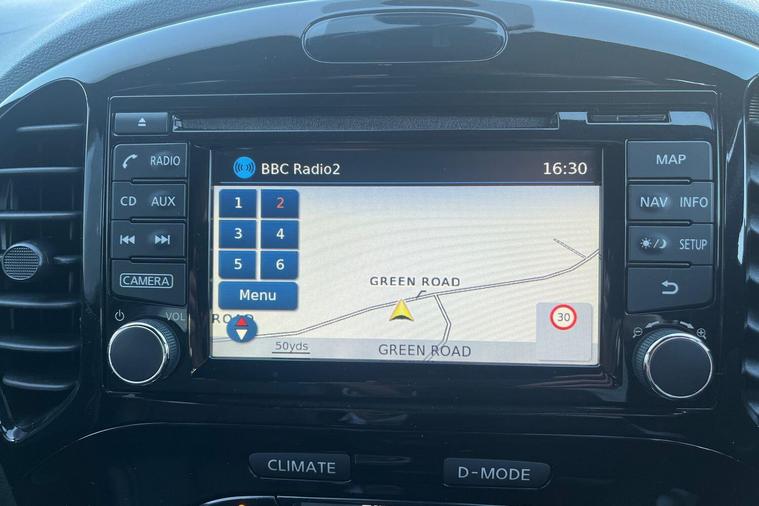 RADIO
CD AUX
CAMERA
VOL
BBC Radio2 16:30
1 2
3 4
5 6
Menu
GREEN ROAD
ROAD
30
50yds
GREEN ROAD
MAP
NAV INFO
SETUP
CLIMATE
D-MODE